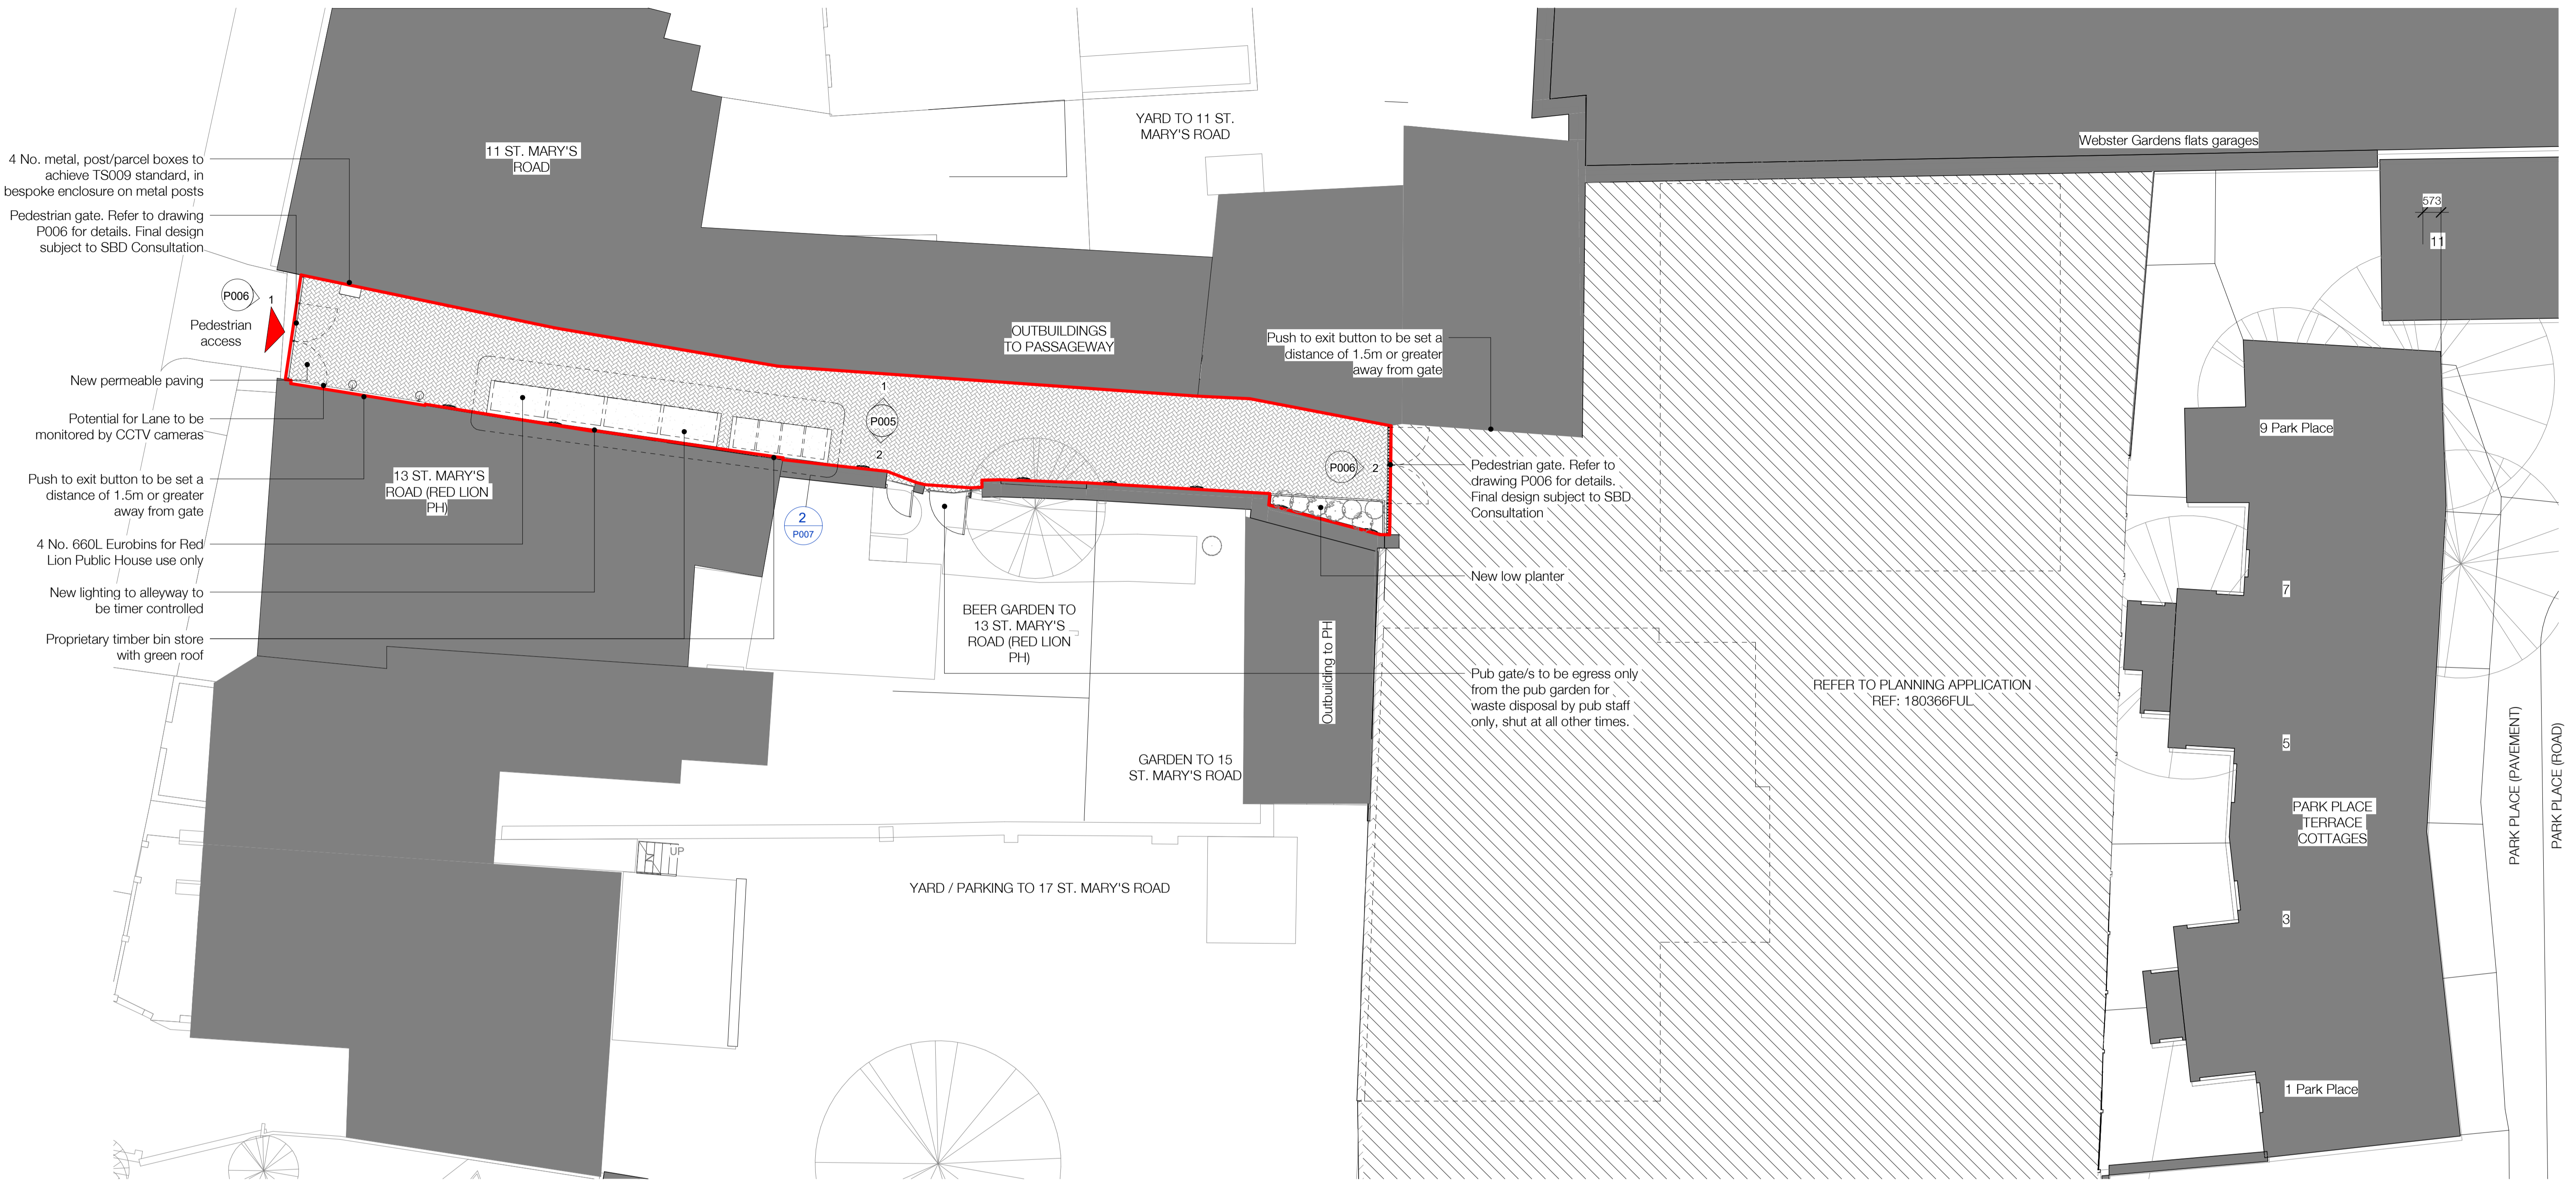 4 No. metal, post/parcel boxes to
achieve TS009 standard, in
bespoke enclosure on metal posts
Pedestrian gate. Refer to drawing
P006 for details. Final design
subject to SBD Consultation
P006
1
Pedestrian
access
New permeable paving
Potential for Lane to be
monitored by CCTV cameras
Push to exit button to be set a
distance of 1.5m or greater
away from gate
4 No. 660L Eurobins for Red
Lion Public House use only
New lighting to alleyway to
be timer controlled
Proprietary timber bin store
with green roof
11 ST. MARY'S
ROAD
13 ST. MARY'S
ROAD (RED LION
PH)
2
P007
1
P005
2
YARD TO 11 ST.
MARY'S ROAD
OUTBUILDINGS
TO PASSAGEWAY
Push to exit button to be set a
distance of 1.5m or greater
away from gate
P006
2
Pedestrian gate. Refer to
drawing P006 for details.
Final design subject to SBD
Consultation
New low planter
BEER GARDEN TO
13 ST. MARY'S
ROAD (RED LION
PH)
Outbuilding to PH
Pub gate/s to be egress only
from the pub garden for
waste disposal by pub staff
only, shut at all other times.
GARDEN TO 15
ST. MARY'S ROAD
UP
YARD / PARKING TO 17 ST. MARY'S ROAD
REFER TO PLANNING APPLICATION
REF: 180366FUL
Webster Gardens flats garages
573
11
9 Park Place
7
5
PARK PLACE
TERRACE
COTTAGES
3
1 Park Place
PARK PLACE (PAVEMENT)
PARK PLACE (ROAD)